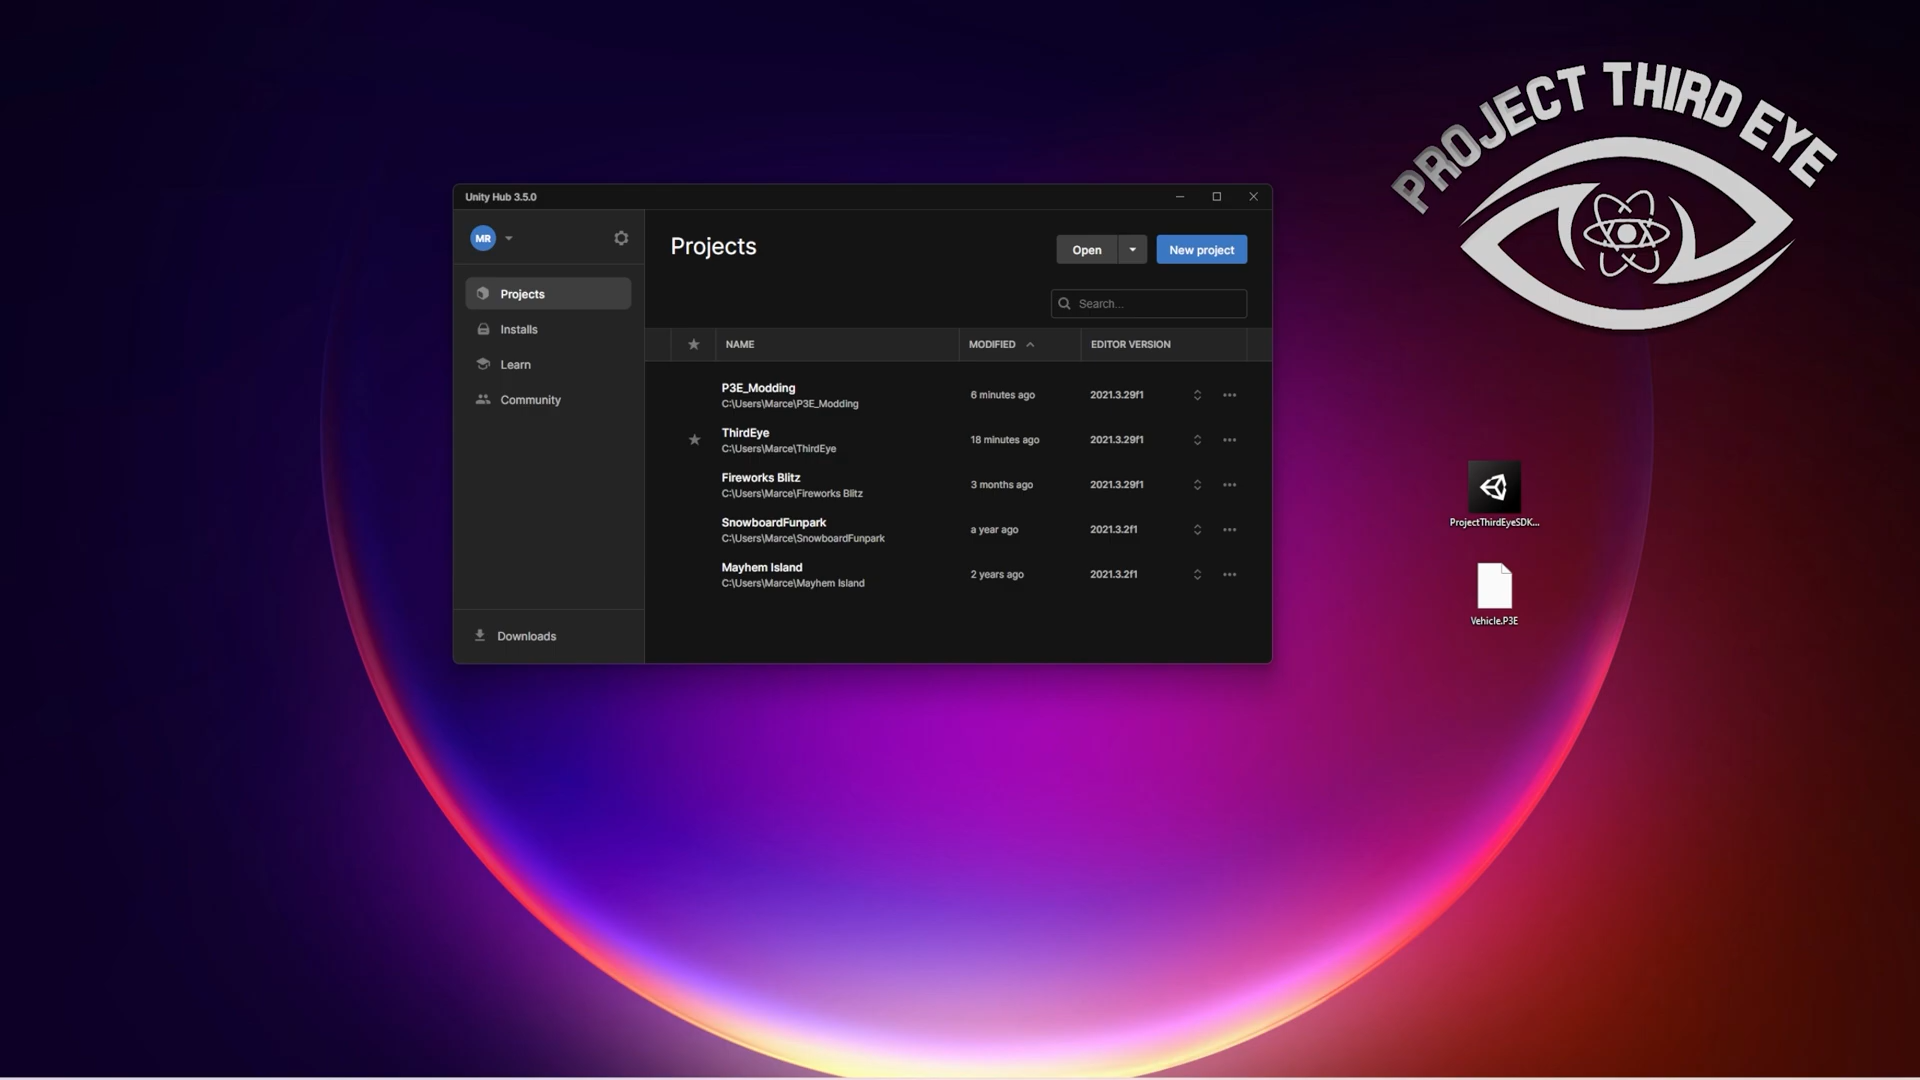 PROJECT THIRD EYE
Unity Hub 3.5.0
MR
Projects
Open
New project
Projects
Search...
Installs
NAME
MODIFIED
EDITOR VERSION
Learn
Community
P3E_Modding
C:\Users\Marce\P3E_Modding
6 minutes ago
2021.3.29f1
ThirdEye
C:\Users\Marce\ThirdEye
18 minutes ago
2021.3.29f1
Fireworks Blitz
C:\Users\Marce\Fireworks Blitz
3 months ago
2021.3.29f1
SnowboardFunpark
C:\Users\Marce\SnowboardFunpark
a year ago
2021.3.2f1
Mayhem Island
C:\Users\Marce\Mayhem Island
2 years ago
2021.3.2f1
Downloads
ProjectThirdEyeSDK...
Vehicle.P3E